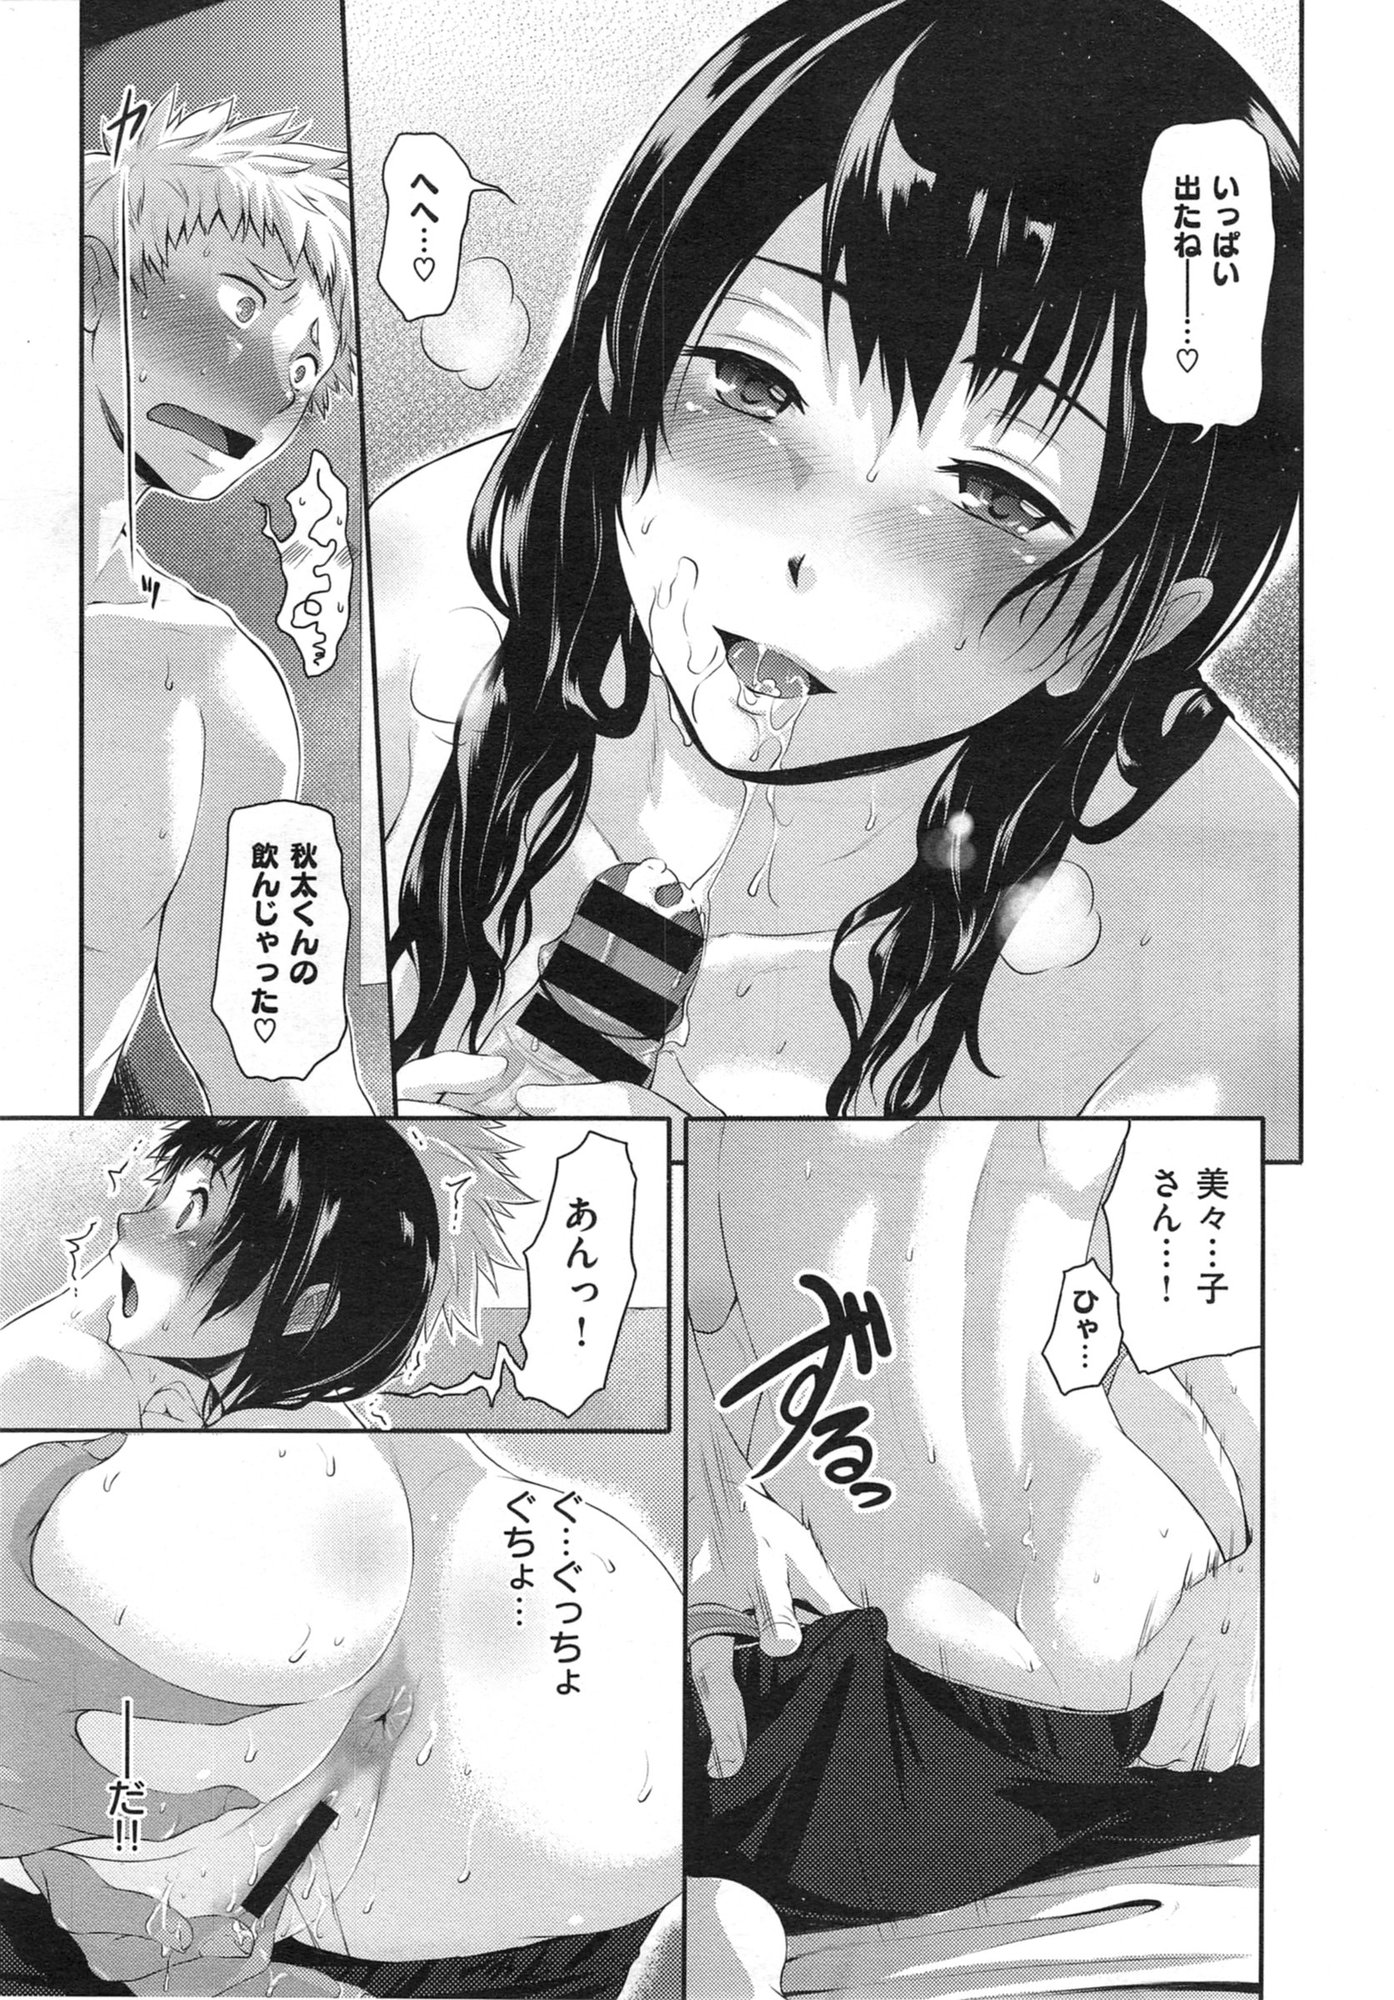 いっぱい
出たね――…♡
へへ…♡
カ
ッ
秋太くんの
飲んじゃった♡
美々…子
さん…！
ひゃ…
ずるっ
あんっ！
ぐ…ぐっちょ
ぐちょ…
――だ!!